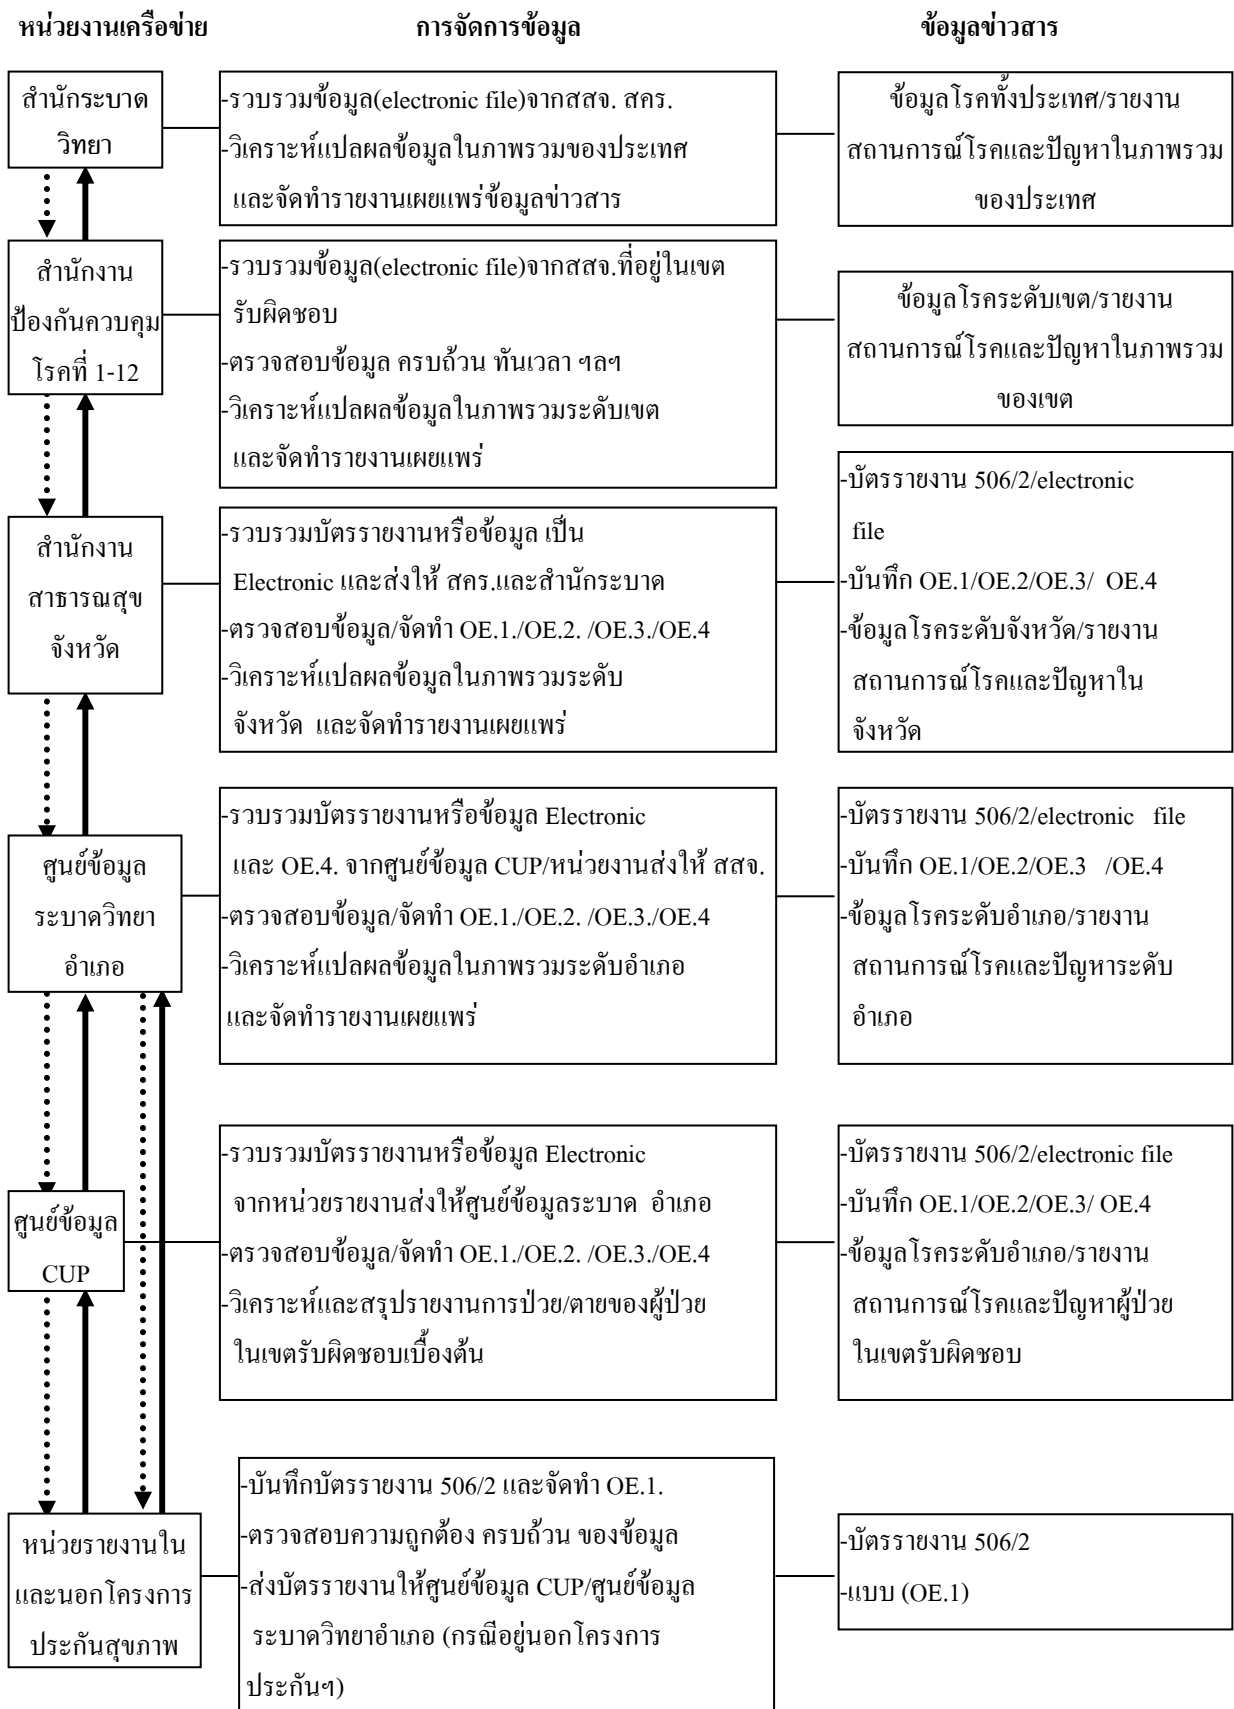 หน่วยงานเครือข่าย
การจัดการข้อมูล
ข้อมูลข่าวสาร
สำนักระบาด
วิทยา
-รวบรวมข้อมูล(electronic file)จากสสจ. สคร.
-วิเคราะห์แปลผลข้อมูลในภาพรวมของประเทศ
และจัดทำรายงานเผยแพร่ข้อมูลข่าวสาร
ข้อมูลโรคทั้งประเทศ/รายงาน
สถานการณ์โรคและปัญหาในภาพรวม
ของประเทศ
สำนักงาน
ป้องกันควบคุม
โรคที่ 1-12
-รวบรวมข้อมูล(electronic file)จากสสจ.ที่อยู่ในเขต
รับผิดชอบ
-ตรวจสอบข้อมูล ครบถ้วน ทันเวลา ฯลฯ
-วิเคราะห์แปลผลข้อมูลในภาพรวมระดับเขต
และจัดทำรายงานเผยแพร่
ข้อมูลโรคระดับเขต/รายงาน
สถานการณ์โรคและปัญหาในภาพรวม
ของเขต
สำนักงาน
สาธารณสุข
จังหวัด
-รวบรวมบัตรรายงานหรือข้อมูล เป็น
Electronic และส่งให้ สคร.และสำนักระบาด
-ตรวจสอบข้อมูล/จัดทำ OE.1./OE.2. /OE.3./OE.4
-วิเคราะห์แปลผลข้อมูลในภาพรวมระดับ
จังหวัด และจัดทำรายงานเผยแพร่
-บัตรรายงาน 506/2/electronic
file
-บันทึก OE.1/OE.2/OE.3/ OE.4
-ข้อมูลโรคระดับจังหวัด/รายงาน
สถานการณ์โรคและปัญหาใน
จังหวัด
ศูนย์ข้อมูล
ระบาดวิทยา
อำเภอ
-รวบรวมบัตรรายงานหรือข้อมูล Electronic
และ OE.4. จากศูนย์ข้อมูล CUP/หน่วยงานส่งให้ สสจ.
-ตรวจสอบข้อมูล/จัดทำ OE.1./OE.2. /OE.3./OE.4
-วิเคราะห์แปลผลข้อมูลในภาพรวมระดับอำเภอ
และจัดทำรายงานเผยแพร่
-บัตรรายงาน 506/2/electronic file
-บันทึก OE.1/OE.2/OE.3 /OE.4
-ข้อมูลโรคระดับอำเภอ/รายงาน
สถานการณ์โรคและปัญหาระดับ
อำเภอ
ศูนย์ข้อมูล
CUP
-รวบรวมบัตรรายงานหรือข้อมูล Electronic
จากหน่วยรายงานส่งให้ศูนย์ข้อมูลระบาด อำเภอ
-ตรวจสอบข้อมูล/จัดทำ OE.1./OE.2. /OE.3./OE.4
-วิเคราะห์และสรุปรายงานการป่วย/ตายของผู้ป่วย
ในเขตรับผิดชอบเบื้องต้น
-บัตรรายงาน 506/2/electronic file
-บันทึก OE.1/OE.2/OE.3/ OE.4
-ข้อมูลโรคระดับอำเภอ/รายงาน
สถานการณ์โรคและปัญหาผู้ป่วย
ในเขตรับผิดชอบ
หน่วยรายงานใน
และนอกโครงการ
ประกันสุขภาพ
-บันทึกบัตรรายงาน 506/2 และจัดทำ OE.1.
-ตรวจสอบความถูกต้อง ครบถ้วน ของข้อมูล
-ส่งบัตรรายงานให้ศูนย์ข้อมูล CUP/ศูนย์ข้อมูล
ระบาดวิทยาอำเภอ (กรณีอยู่นอกโครงการ
ประกันฯ)
-บัตรรายงาน 506/2
-แบบ (OE.1)